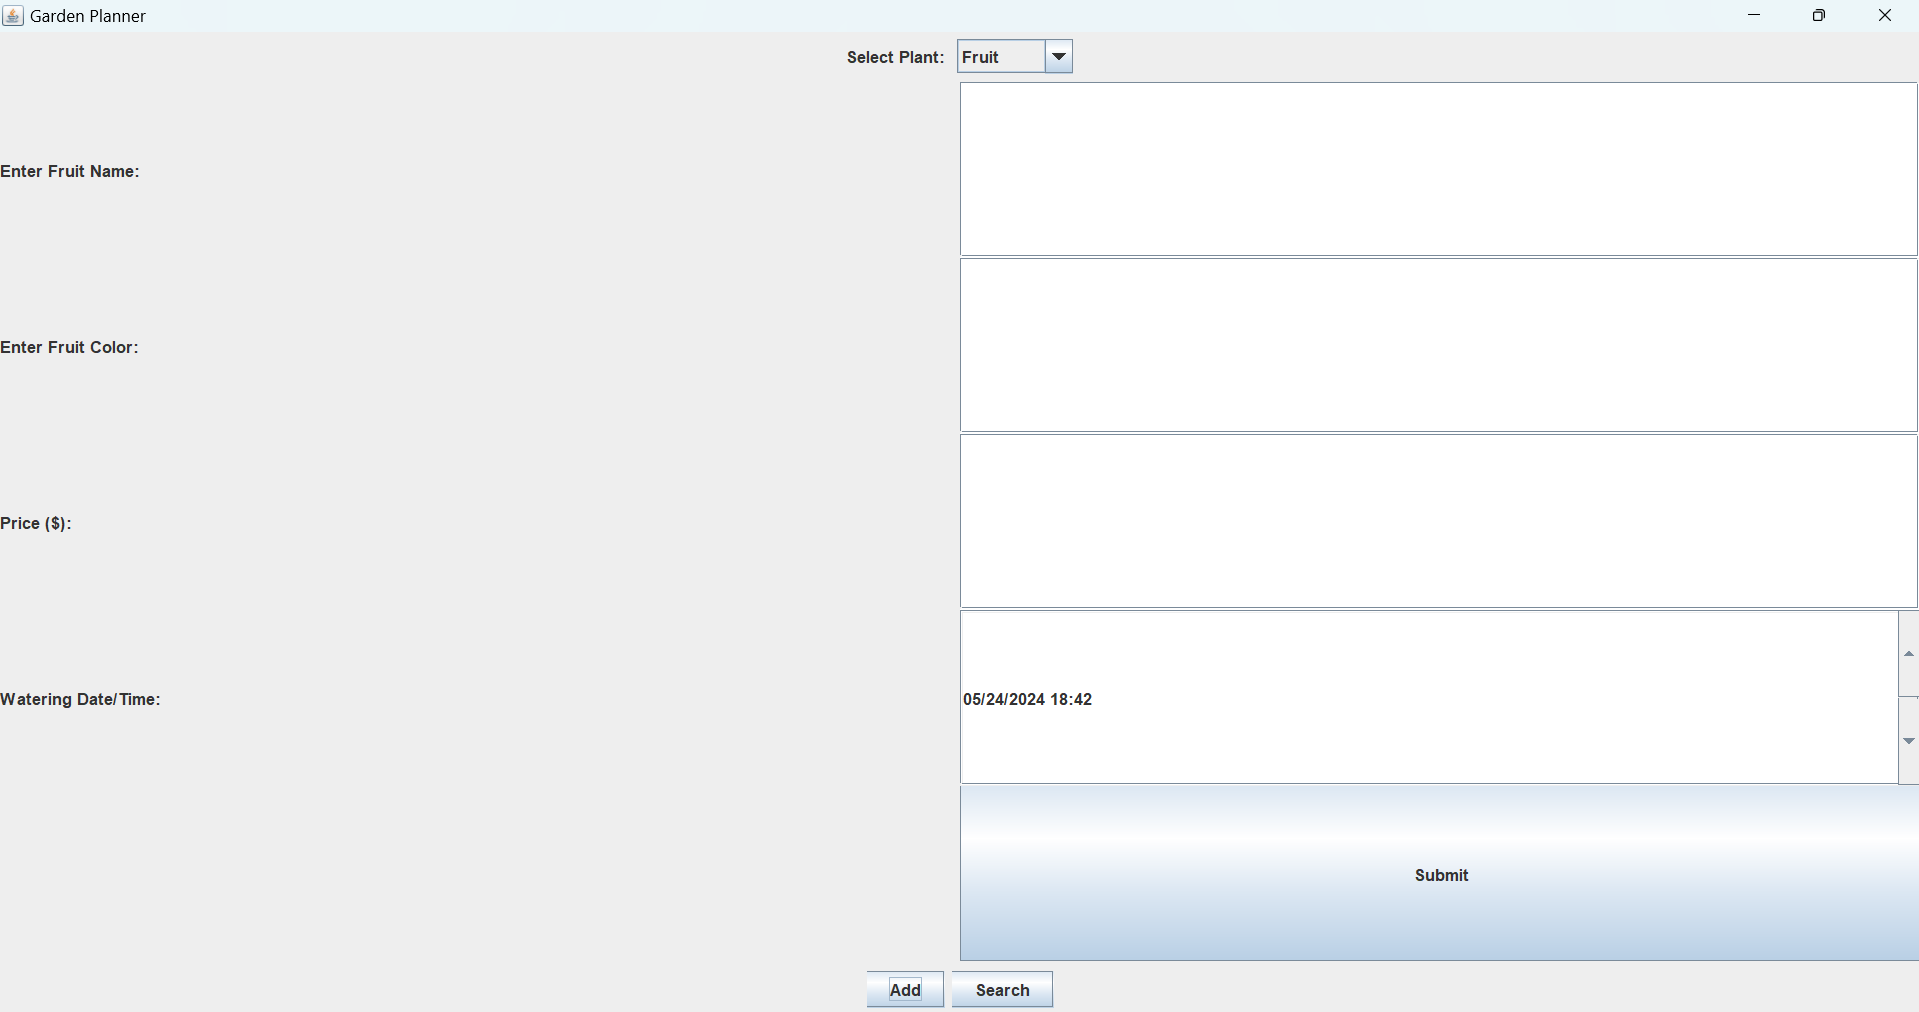 Garden Planner
Select Plant: Fruit
Enter Fruit Name:
Enter Fruit Color:
Price ($):
Watering Date/Time: 05/24/2024 18:42
Submit
Add Search